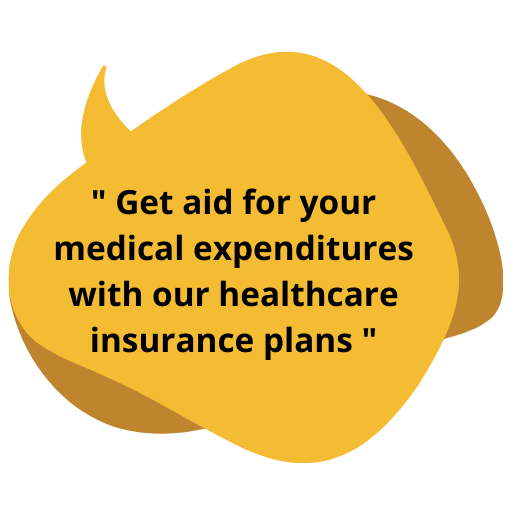 " Get aid for your
medical expenditures
with our healthcare
insurance plans "